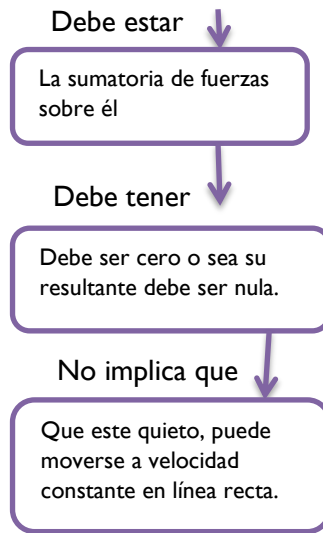 Debe estar
La sumatoria de fuerzas
sobre él
Debe tener
Debe ser cero o sea su
resultante debe ser nula.
No implica que
Que este quieto, puede
moverse a velocidad
constante en línea recta.